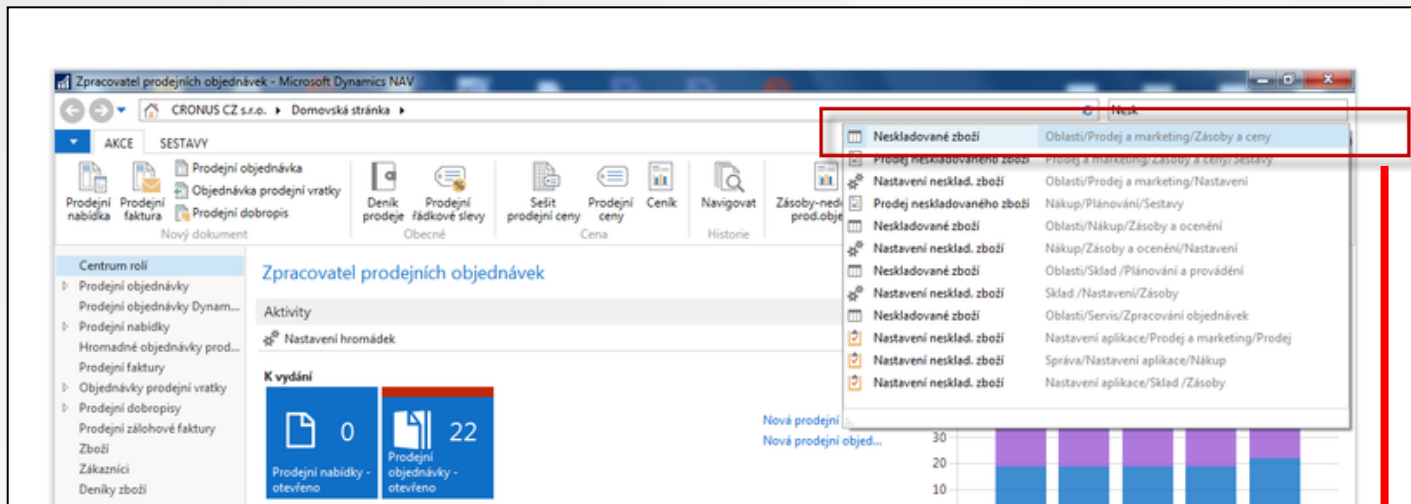 Zpracovatel prodejních objednávek - Microsoft Dynamics NAV
CRONUS CZ s.r.o. Domovská stránka
Nesk
AKCE SESTAVY
Prodejní nabídka
Prodejní faktura
Prodejní objednávka
Objednávka prodejní vratky
Prodejní dobropis
Nový dokument
Deník prodeje
Prodejní řádkové slevy
Obecné
Sešit prodejní ceny
Prodejní ceny
Ceník
Cena
Navigovat
Historie
prod.obje
Neskladované zboží Oblasti/Prodej a marketing/Zásoby a ceny
Prodej neskladovaného zboží Prodej a marketing/Zásoby a ceny/Sestavy
Nastavení nesklad. zboží Oblasti/Prodej a marketing/Nastavení
Prodej neskladovaného zboží Nákup/Plánování/Sestavy
Neskladované zboží Oblasti/Nákup/Zásoby a ocenění
Nastavení nesklad. zboží Nákup/Zásoby a ocenění/Nastavení
Neskladované zboží Oblasti/Sklad /Plánování a provádění
Nastavení nesklad. zboží Sklad /Nastavení/Zásoby
Neskladované zboží Oblasti/Servis/Zpracování objednávek
Nastavení nesklad. zboží Nastavení aplikace/Prodej a marketing/Prodej
Nastavení nesklad. zboží Správa/Nastavení aplikace/Nákup
Nastavení nesklad. zboží Nastavení aplikace/Sklad /Zásoby
Centrum rolí
Prodejní objednávky
Prodejní objednávky Dynam...
Prodejní nabídky
Hromadné objednávky prod...
Prodejní faktury
Objednávky prodejní vratky
Prodejní dobropisy
Prodejní zálohové faktury
Zboží
Zákazníci
Deníky zboží
Zpracovatel prodejních objednávek
Aktivity
Nastavení hromádek
K vydání
0
Prodejní nabídky - otevřeno
22
Prodejní objednávky - otevřeno
Nová prodejní
Nová prodejní objed...
30
20
10